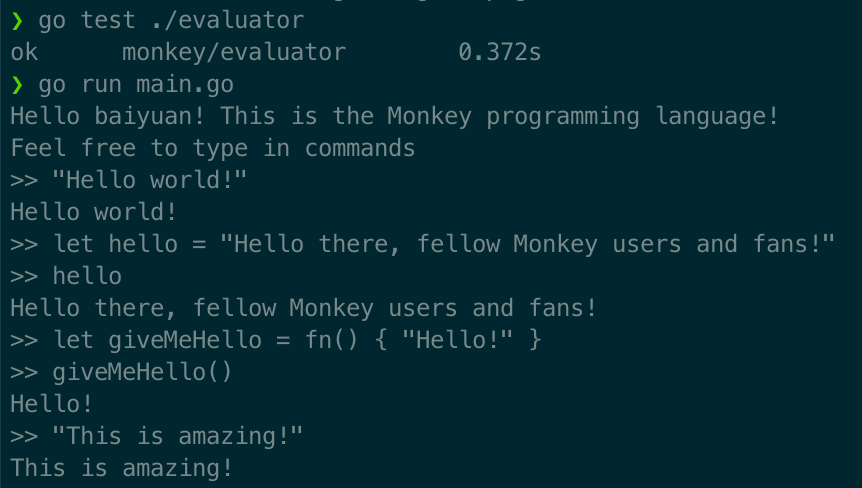 ❯ go test ./evaluator
ok      monkey/evaluator        0.372s
❯ go run main.go
Hello baiyuan! This is the Monkey programming language!
Feel free to type in commands
>> "Hello world!"
Hello world!
>> let hello = "Hello there, fellow Monkey users and fans!"
>> hello
Hello there, fellow Monkey users and fans!
>> let giveMeHello = fn() { "Hello!" }
>> giveMeHello()
Hello!
>> "This is amazing!"
This is amazing!